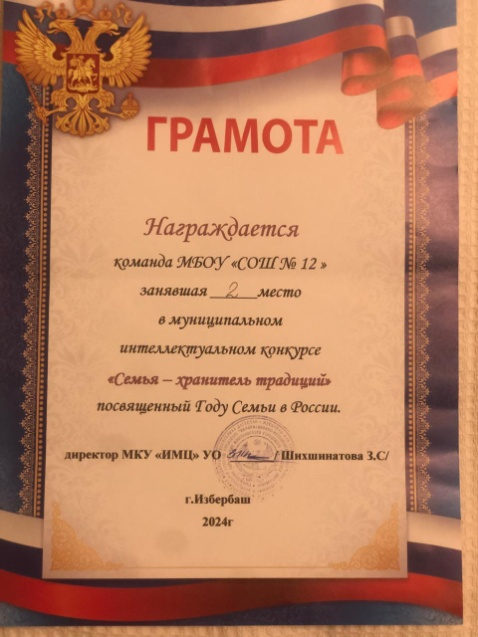 ГРАМОТА
Награждается
команда МБОУ «СОШ № 12 »
занявшая 2 место
в муниципальном
интеллектуальном конкурсе
«Семья – хранитель традиций»
посвященный Году Семьи в России.
директор МКУ «ИМЦ» УО / Шихшинатова З.С/
г.Избербаш
2024г